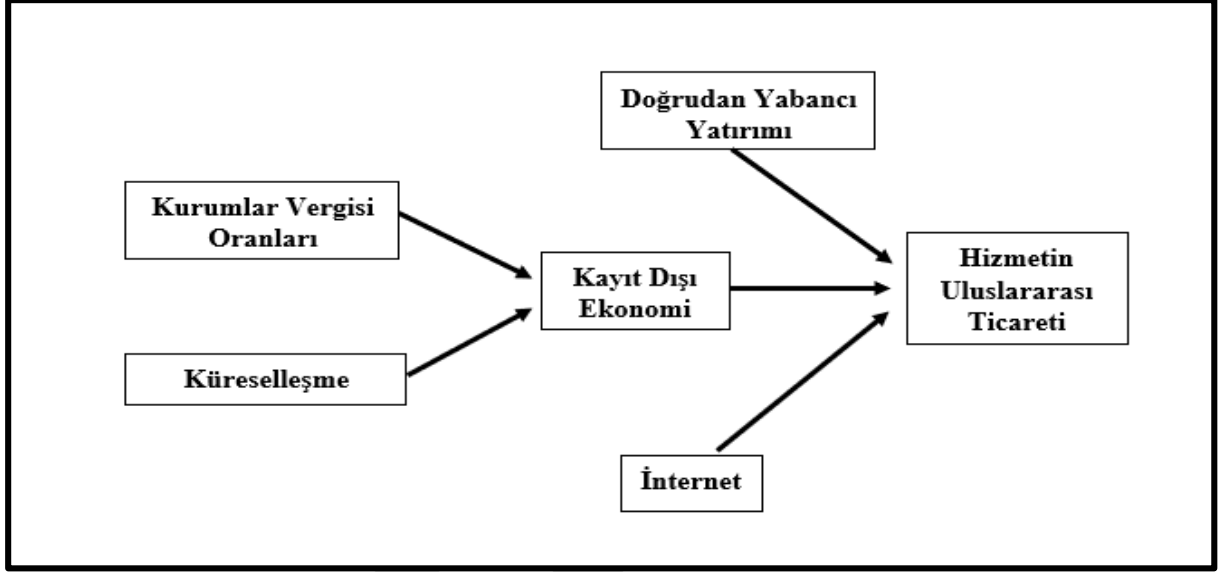 Doğrudan Yabancı
Yatırımı
Kurumlar Vergisi
Oranları
Kayıt Dışı
Ekonomi
Hizmetin
Uluslararası
Ticareti
Küreselleşme
İnternet